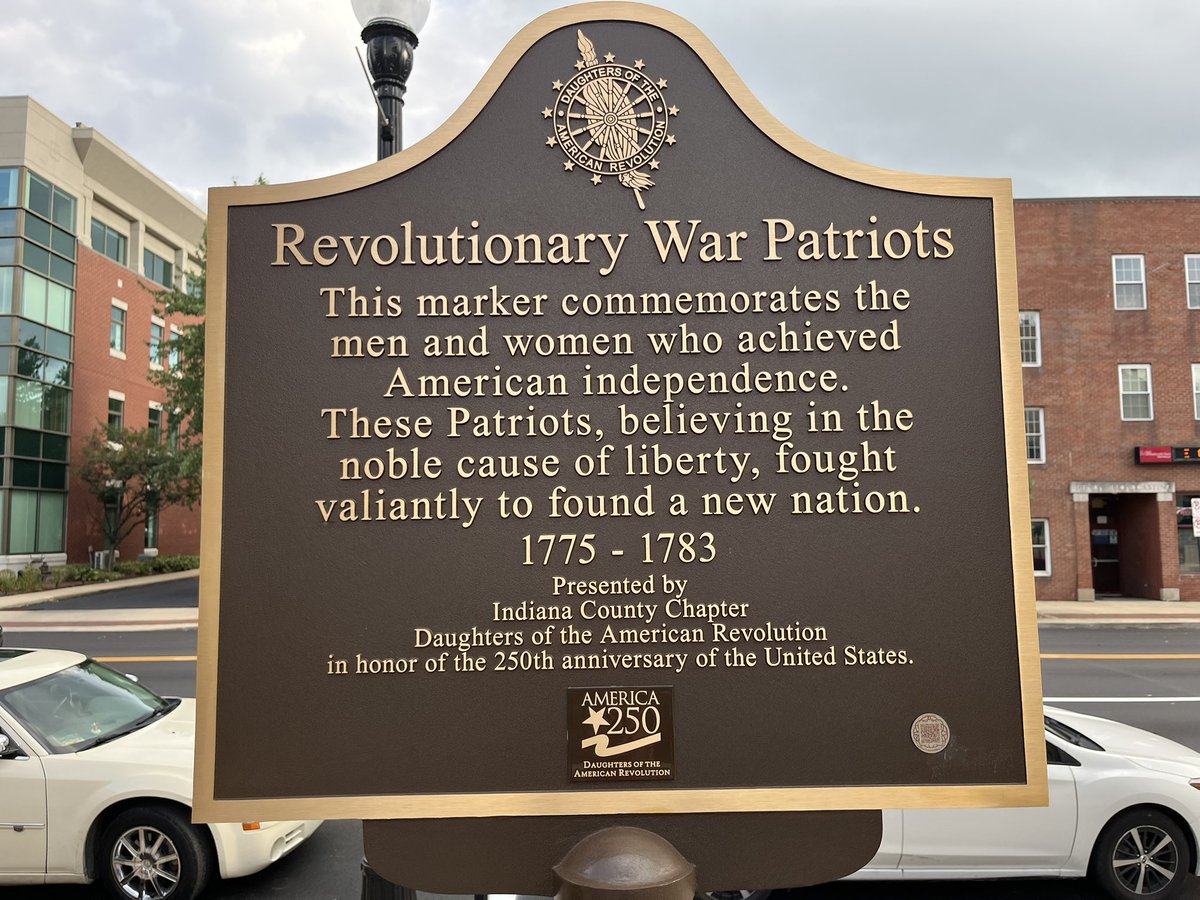 DAUGHTERS OF THE
AMERICAN REVOLUTION
Revolutionary War Patriots
This marker commemorates the
men and women who achieved
American independence.
These Patriots, believing in the
noble cause of liberty, fought
valiantly to found a new nation.
1775 - 1783
Presented by
Indiana County Chapter
Daughters of the American Revolution
in honor of the 250th anniversary of the United States.
AMERICA
250
DAUGHTERS OF THE
AMERICAN REVOLUTION